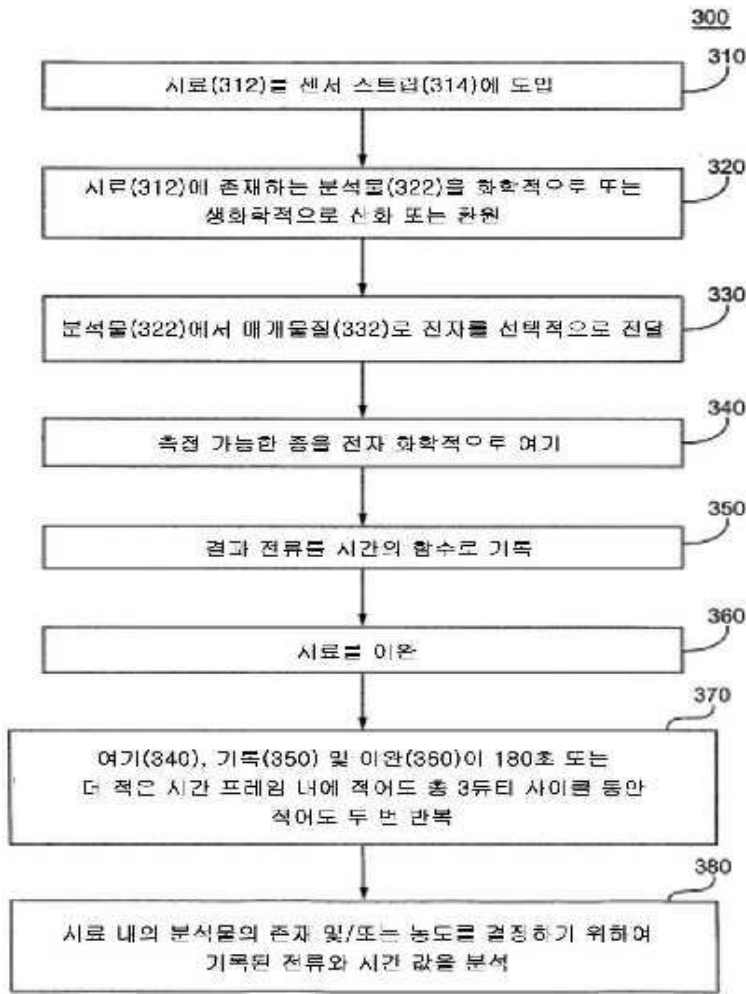 300
310
시료(312)를 센서 스트립(314)에 도입
320
시료(312)에 존재하는 분석물(322)을 화학적으로 또는
생화학적으로 산화 또는 환원
330
분석물(322)에서 매개물질(332)로 전자를 선택적으로 전달
340
측정 가능한 종을 전자 화학적으로 여기
350
결과 전류를 시간의 함수로 기록
360
시료를 이완
370
여기(340), 기록(350) 및 이완(360)이 180초 또는
더 적은 시간 프레임 내에 적어도 총 3듀티 사이클 동안
적어도 두 번 반복
380
시료 내의 분석물의 존재 및/또는 농도를 결정하기 위하여
기록된 전류와 시간 값을 분석